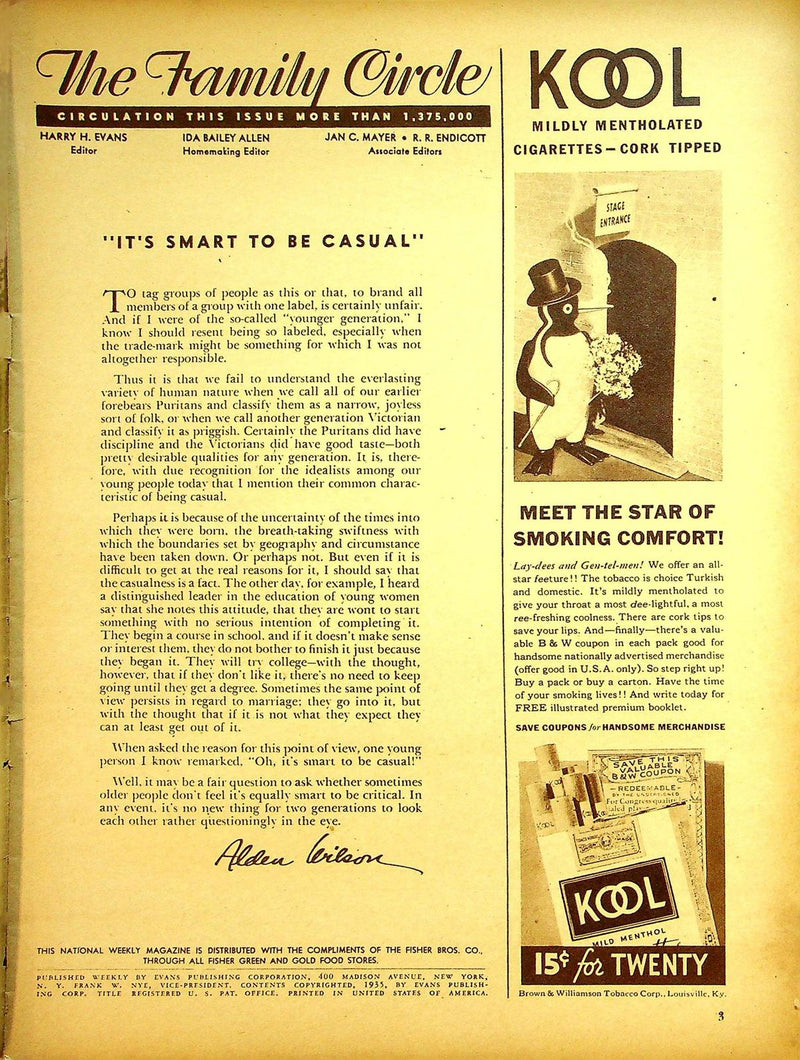 The Family Circle
CIRCULATION THIS ISSUE MORE THAN 1,375,000
HARRY H. EVANS
Editor
IDA BAILEY ALLEN
Homemaking Editor
JAN C. MAYER • R. R. ENDICOTT
Associate Editors
"IT'S SMART TO BE CASUAL"
TO tag groups of people as this or that, to brand all
members of a group with one label, is certainly unfair.
And if I were of the so-called "younger generation," I
know I should resent being so labeled, especially when
the trade-mark might be something for which I was not
altogether responsible.
Thus it is that we fail to understand the everlasting
variety of human nature when we call all of our earlier
forebears Puritans and classify them as a narrow, joyless
sort of folk, or when we call another generation Victorian
and classify it as priggish. Certainly the Puritans did have
discipline and the Victorians did have good taste—both
pretty desirable qualities for any generation. It is, there-
fore, with due recognition for the idealists among our
young people today that I mention their common charac-
teristic of being casual.
Perhaps it is because of the uncertainty of the times into
which they were born, the breath-taking swiftness with
which the boundaries set by geography and circumstance
have been taken down. Or perhaps not. But even if it is
difficult to get at the real reasons for it, I should say that
the casualness is a fact. The other day, for example, I heard
a distinguished leader in the education of young women
say that she notes this attitude, that they are wont to start
something with no serious intention of completing it.
They begin a course in school, and if it doesn't make sense
or interest them, they do not bother to finish it just because
they began it. They will try college—with the thought,
however, that if they don't like it, there's no need to keep
going until they get a degree. Sometimes the same point of
view persists in regard to marriage; they go into it, but
with the thought that if it is not what they expect they
can at least get out of it.
When asked the reason for this point of view, one young
person I know remarked, "Oh, it's smart to be casual!"
Well, it may be a fair question to ask whether sometimes
older people don't feel it's equally smart to be critical. In
any event, it's no new thing for two generations to look
each other rather questioningly in the eye.
Alden Wilson
THIS NATIONAL WEEKLY MAGAZINE IS DISTRIBUTED WITH THE COMPLIMENTS OF THE FISHER BROS. CO.,
THROUGH ALL FISHER GREEN AND GOLD FOOD STORES.
PUBLISHED WEEKLY BY EVANS PUBLISHING CORPORATION, 400 MADISON AVENUE, NEW YORK,
N. Y. FRANK W. NYE, VICE-PRESIDENT. CONTENTS COPYRIGHTED, 1935, BY EVANS PUBLISH-
ING CORP. TITLE REGISTERED U. S. PAT. OFFICE. PRINTED IN UNITED STATES OF AMERICA.
KOOL
MILDLY MENTHOLATED
CIGARETTES—CORK TIPPED
STAGE
ENTRANCE
MEET THE STAR OF
SMOKING COMFORT!
Lay-dees and Gen-tel-men! We offer an all-
star feeture!! The tobacco is choice Turkish
and domestic. It's mildly mentholated to
give your throat a most dee-lightful, a most
ree-freshing coolness. There are cork tips to
save your lips. And—finally—there's a valu-
able B & W coupon in each pack good for
handsome nationally advertised merchandise
(offer good in U.S.A. only). So step right up!
Buy a pack or buy a carton. Have the time
of your smoking lives!! And write today for
FREE illustrated premium booklet.
SAVE COUPONS for HANDSOME MERCHANDISE
SAVE THIS
VALUABLE
B&W COUPON
—REDEEMABLE—
BY THE UNDERSIGNED
KOOL
KOOL
MILD MENTHOL
15¢ for TWENTY
Brown & Williamson Tobacco Corp., Louisville, Ky.
3